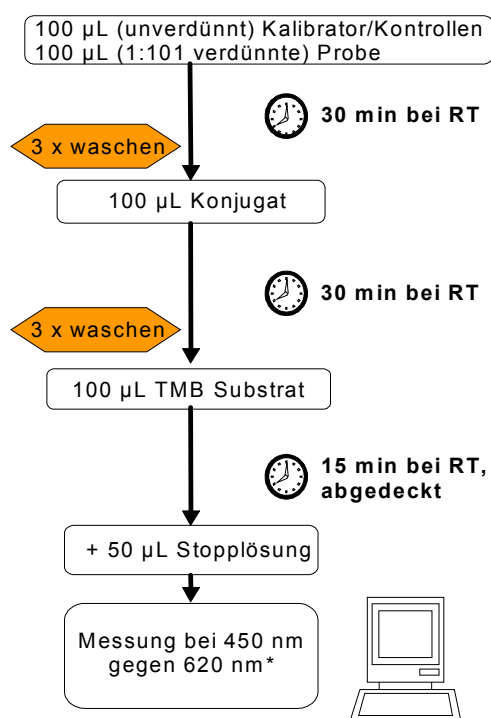 100 µL (unverdünnt) Kalibrator/Kontrollen
100 µL (1:101 verdünnte) Probe
30 min bei RT
3 x waschen
100 µL Konjugat
30 min bei RT
3 x waschen
100 µL TMB Substrat
15 min bei RT,
abgedeckt
+ 50 µL Stopplösung
Messung bei 450 nm
gegen 620 nm*